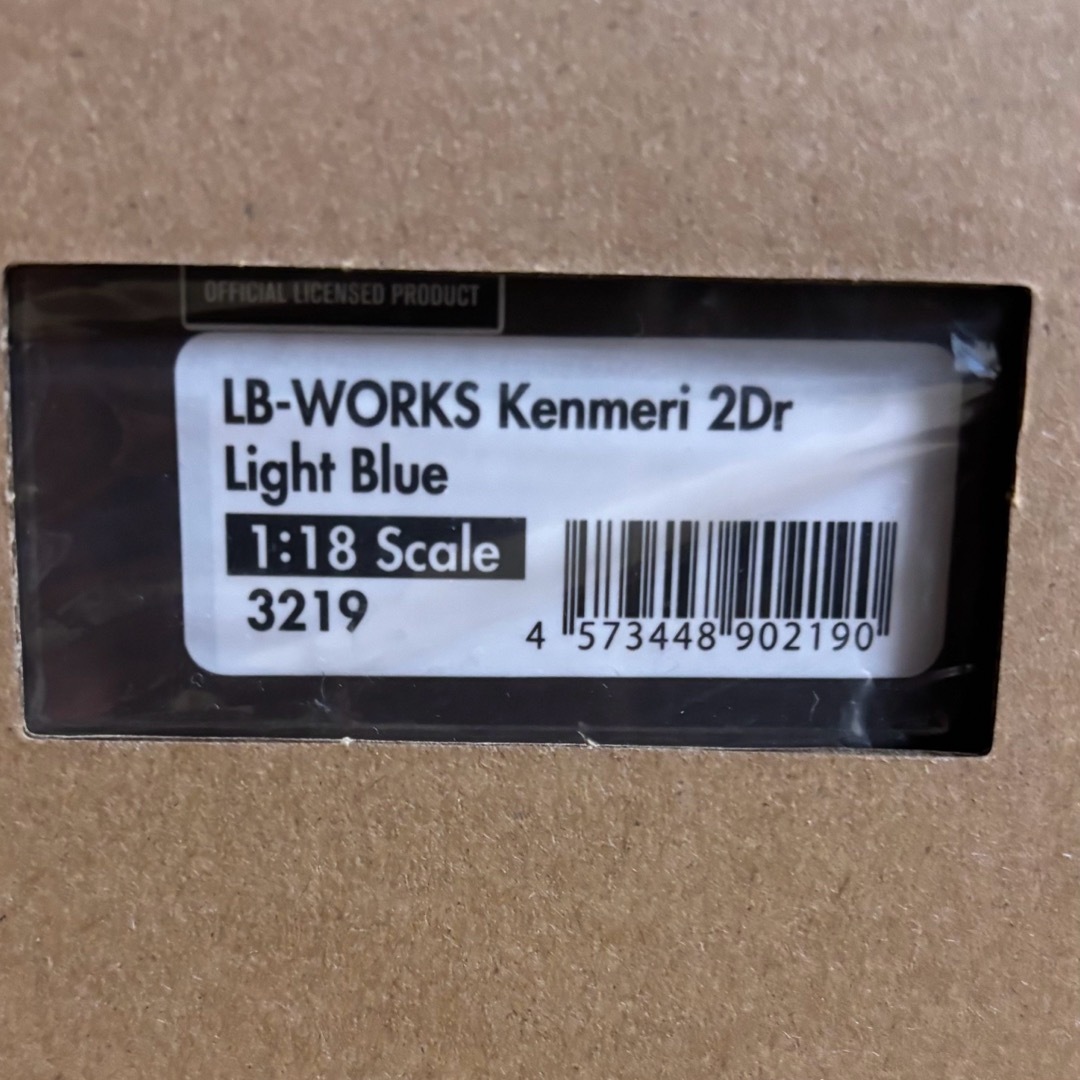 OFFICIAL LICENSED PRODUCT
LB-WORKS Kenmeri 2Dr
Light Blue
1:18 Scale
3219
4 573448 902190